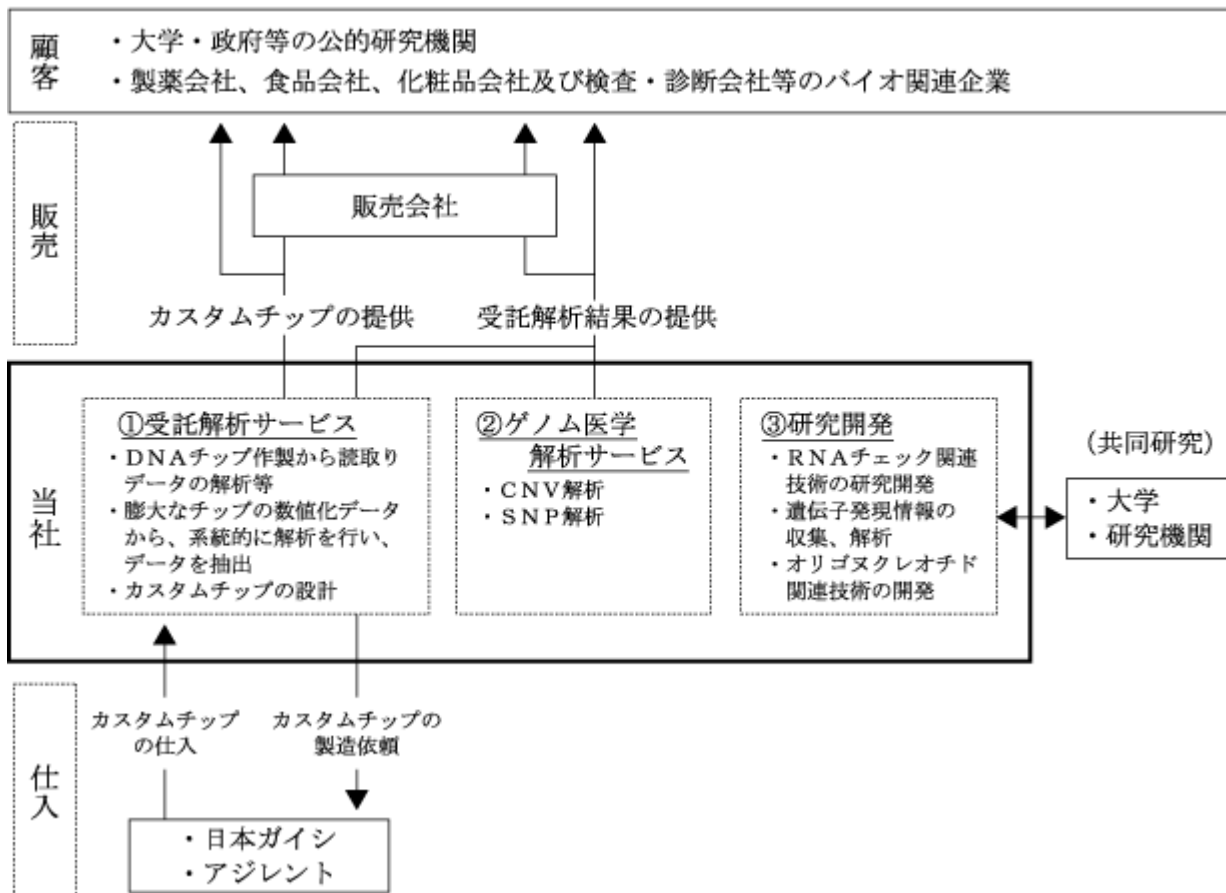 顧客
・大学・政府等の公的研究機関
・製薬会社、食品会社、化粧品会社及び検査・診断会社等のバイオ関連企業
販売
販売会社
カスタムチップの提供
受託解析結果の提供
当社
①受託解析サービス
・ＤＮＡチップ作製から読取り
データの解析等
・膨大なチップの数値化データ
から、系統的に解析を行い、
データを抽出
・カスタムチップの設計
②ゲノム医学
解析サービス
・ＣＮＶ解析
・ＳＮＰ解析
③研究開発
・ＲＮＡチェック関連
技術の研究開発
・遺伝子発現情報の
収集、解析
・オリゴヌクレオチド
関連技術の開発
（共同研究）
・大学
・研究機関
仕入
カスタムチップ
の仕入
カスタムチップの
製造依頼
・日本ガイシ
・アジレント